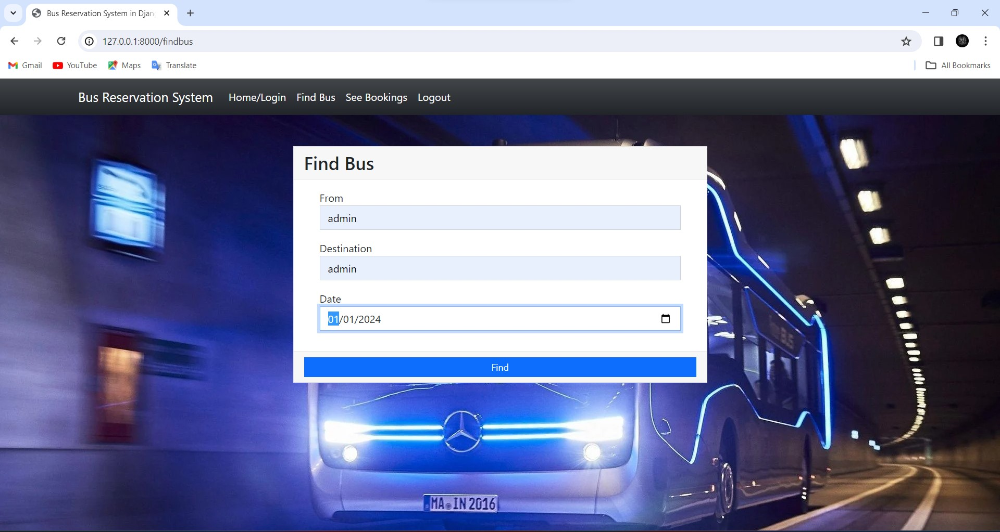 Bus Reservation System in Djan
127.0.0.1:8000/findbus
Gmail YouTube Maps Translate All Bookmarks
Bus Reservation System Home/Login Find Bus See Bookings Logout
Find Bus
From
admin
Destination
admin
Date
01/01/2024
Find
MA IN 2016